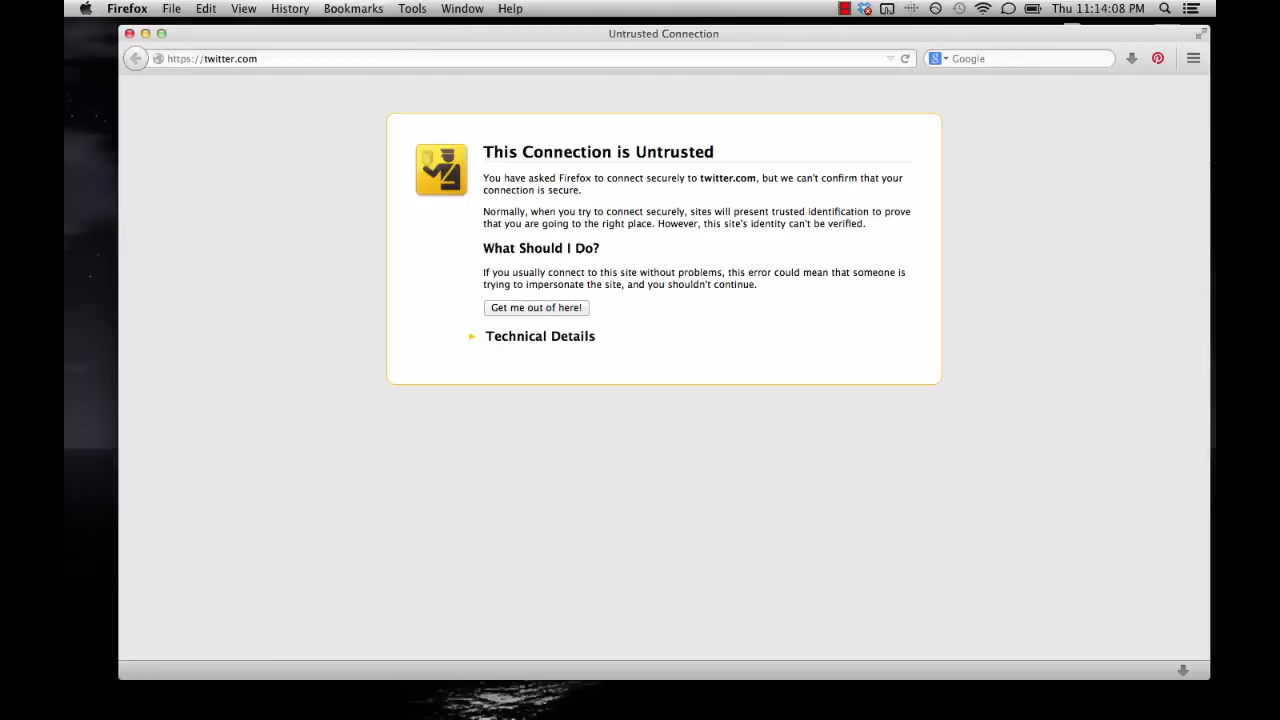 Firefox File Edit View History Bookmarks Tools Window Help Thu 11:14:08 PM
Untrusted Connection
https://twitter.com Google
This Connection is Untrusted
You have asked Firefox to connect securely to twitter.com, but we can't confirm that your
connection is secure.
Normally, when you try to connect securely, sites will present trusted identification to prove
that you are going to the right place. However, this site's identity can't be verified.
What Should I Do?
If you usually connect to this site without problems, this error could mean that someone is
trying to impersonate the site, and you shouldn't continue.
Get me out of here!
Technical Details